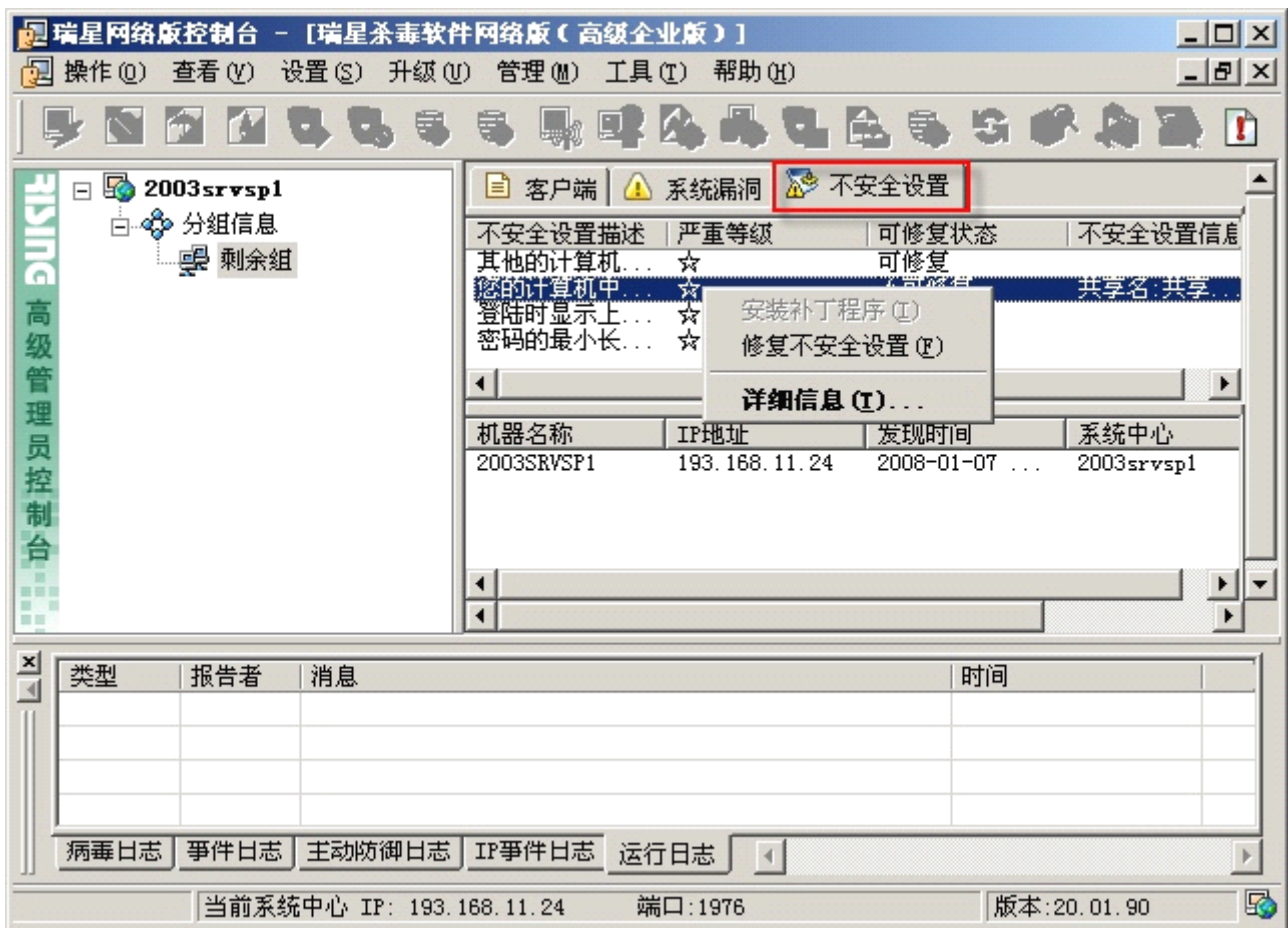 瑞星网络版控制台 - [瑞星杀毒软件网络版(高级企业版)]
操作(O) 查看(V) 设置(S) 升级(U) 管理(M) 工具(T) 帮助(H)
RISING 高级管理员控制台
2003srvsp1
分组信息
剩余组
客户端 系统漏洞 不安全设置
不安全设置描述 严重等级 可修复状态 不安全设置信息
其他的计算机... ☆ 可修复
您的计算机中... ☆ 共享名:共享...
登陆时显示上... ☆
密码的最小长... ☆
安装补丁程序(I)
修复不安全设置(F)
详细信息(T)...
机器名称 IP地址 发现时间 系统中心
2003SRVSP1 193.168.11.24 2008-01-07 ... 2003srvsp1
类型 报告者 消息 时间
病毒日志 事件日志 主动防御日志 IP事件日志 运行日志
当前系统中心 IP: 193.168.11.24 端口:1976 版本:20.01.90